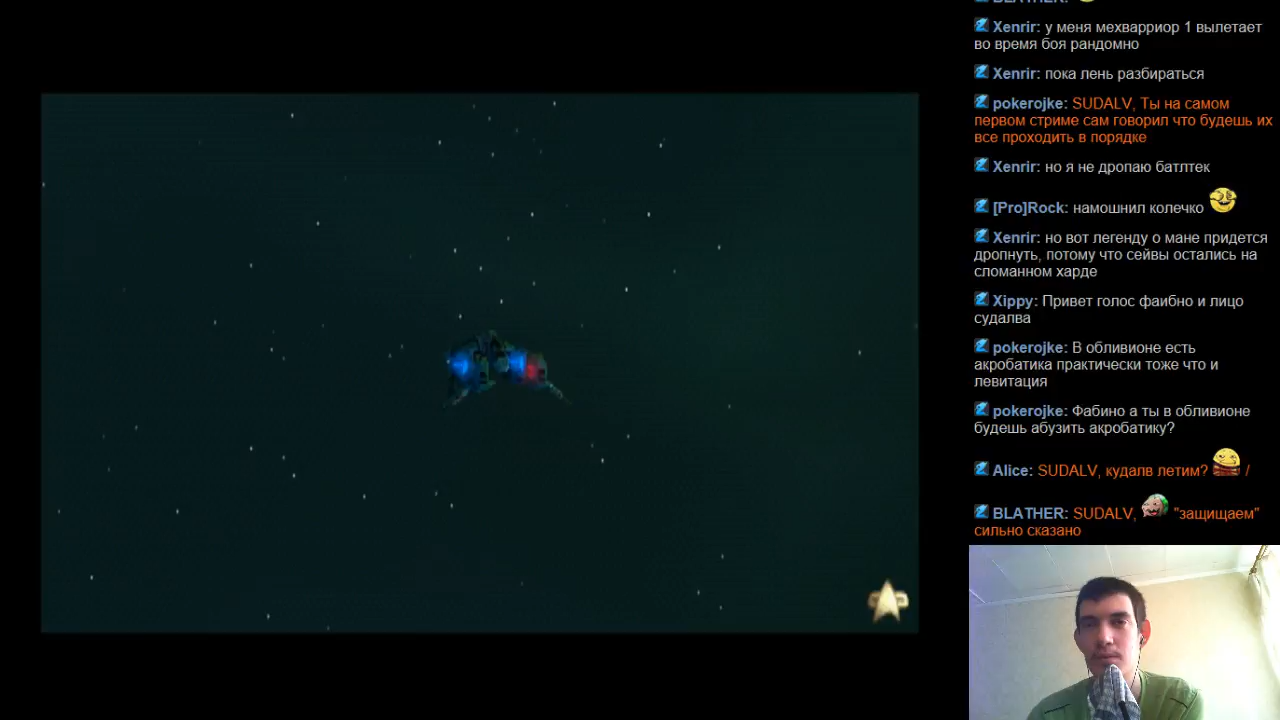 BLATHER:
Xenrir: у меня мехварриор 1 вылетает
во время боя рандомно
Xenrir: пока лень разбираться
pokerojke: SUDALV, Ты на самом
первом стриме сам говорил что будешь их
все проходить в порядке
Xenrir: но я не дропаю батлтек
[Pro]Rock: намошнил колечко
Xenrir: но вот легенду о мане придется
дропнуть, потому что сейвы остались на
сломанном харде
Xippy: Привет голос фаибно и лицо
судалва
pokerojke: В обливионе есть
акробатика практически тоже что и
левитация
pokerojke: Фабино а ты в обливионе
будешь абузить акробатику?
Alice: SUDALV, кудалв летим? /
BLATHER: SUDALV, "защищаем"
сильно сказано